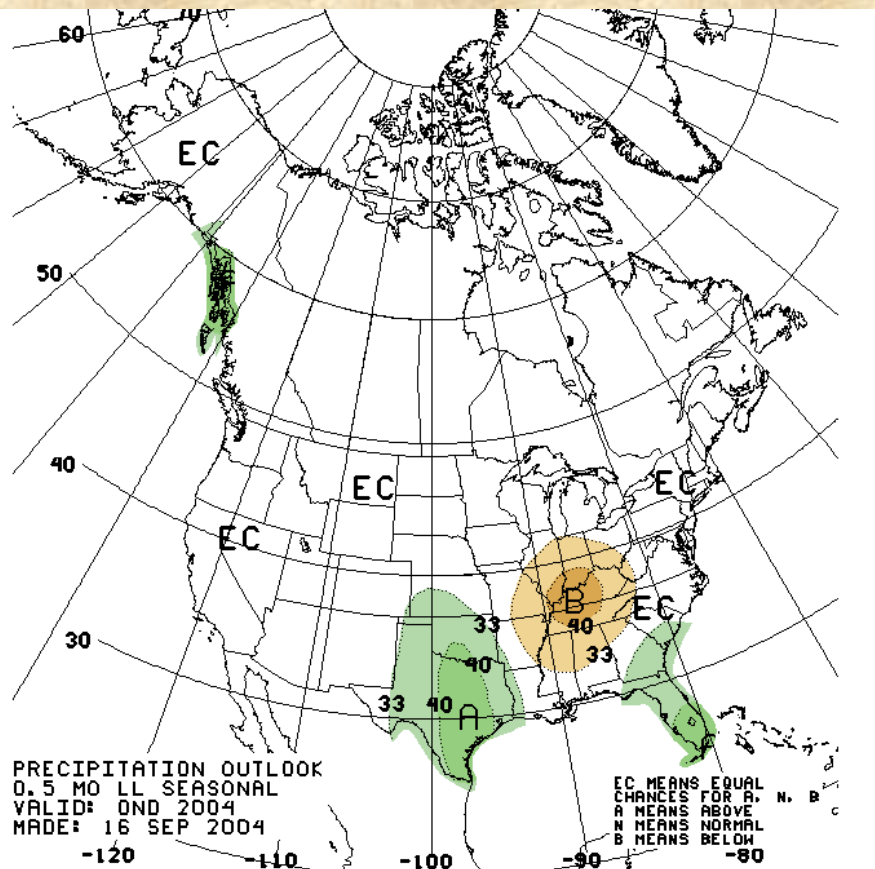 70
60
EC
50
40
EC
EC
EC
B
EC
33
40
33
30
40
33
40
A
PRECIPITATION OUTLOOK
0.5 MO LL SEASONAL
VALID: OND 2004
MADE: 16 SEP 2004
EC MEANS EQUAL
CHANCES FOR A, N, B
A MEANS ABOVE
N MEANS NORMAL
B MEANS BELOW
-120
-110
-100
-90
-80